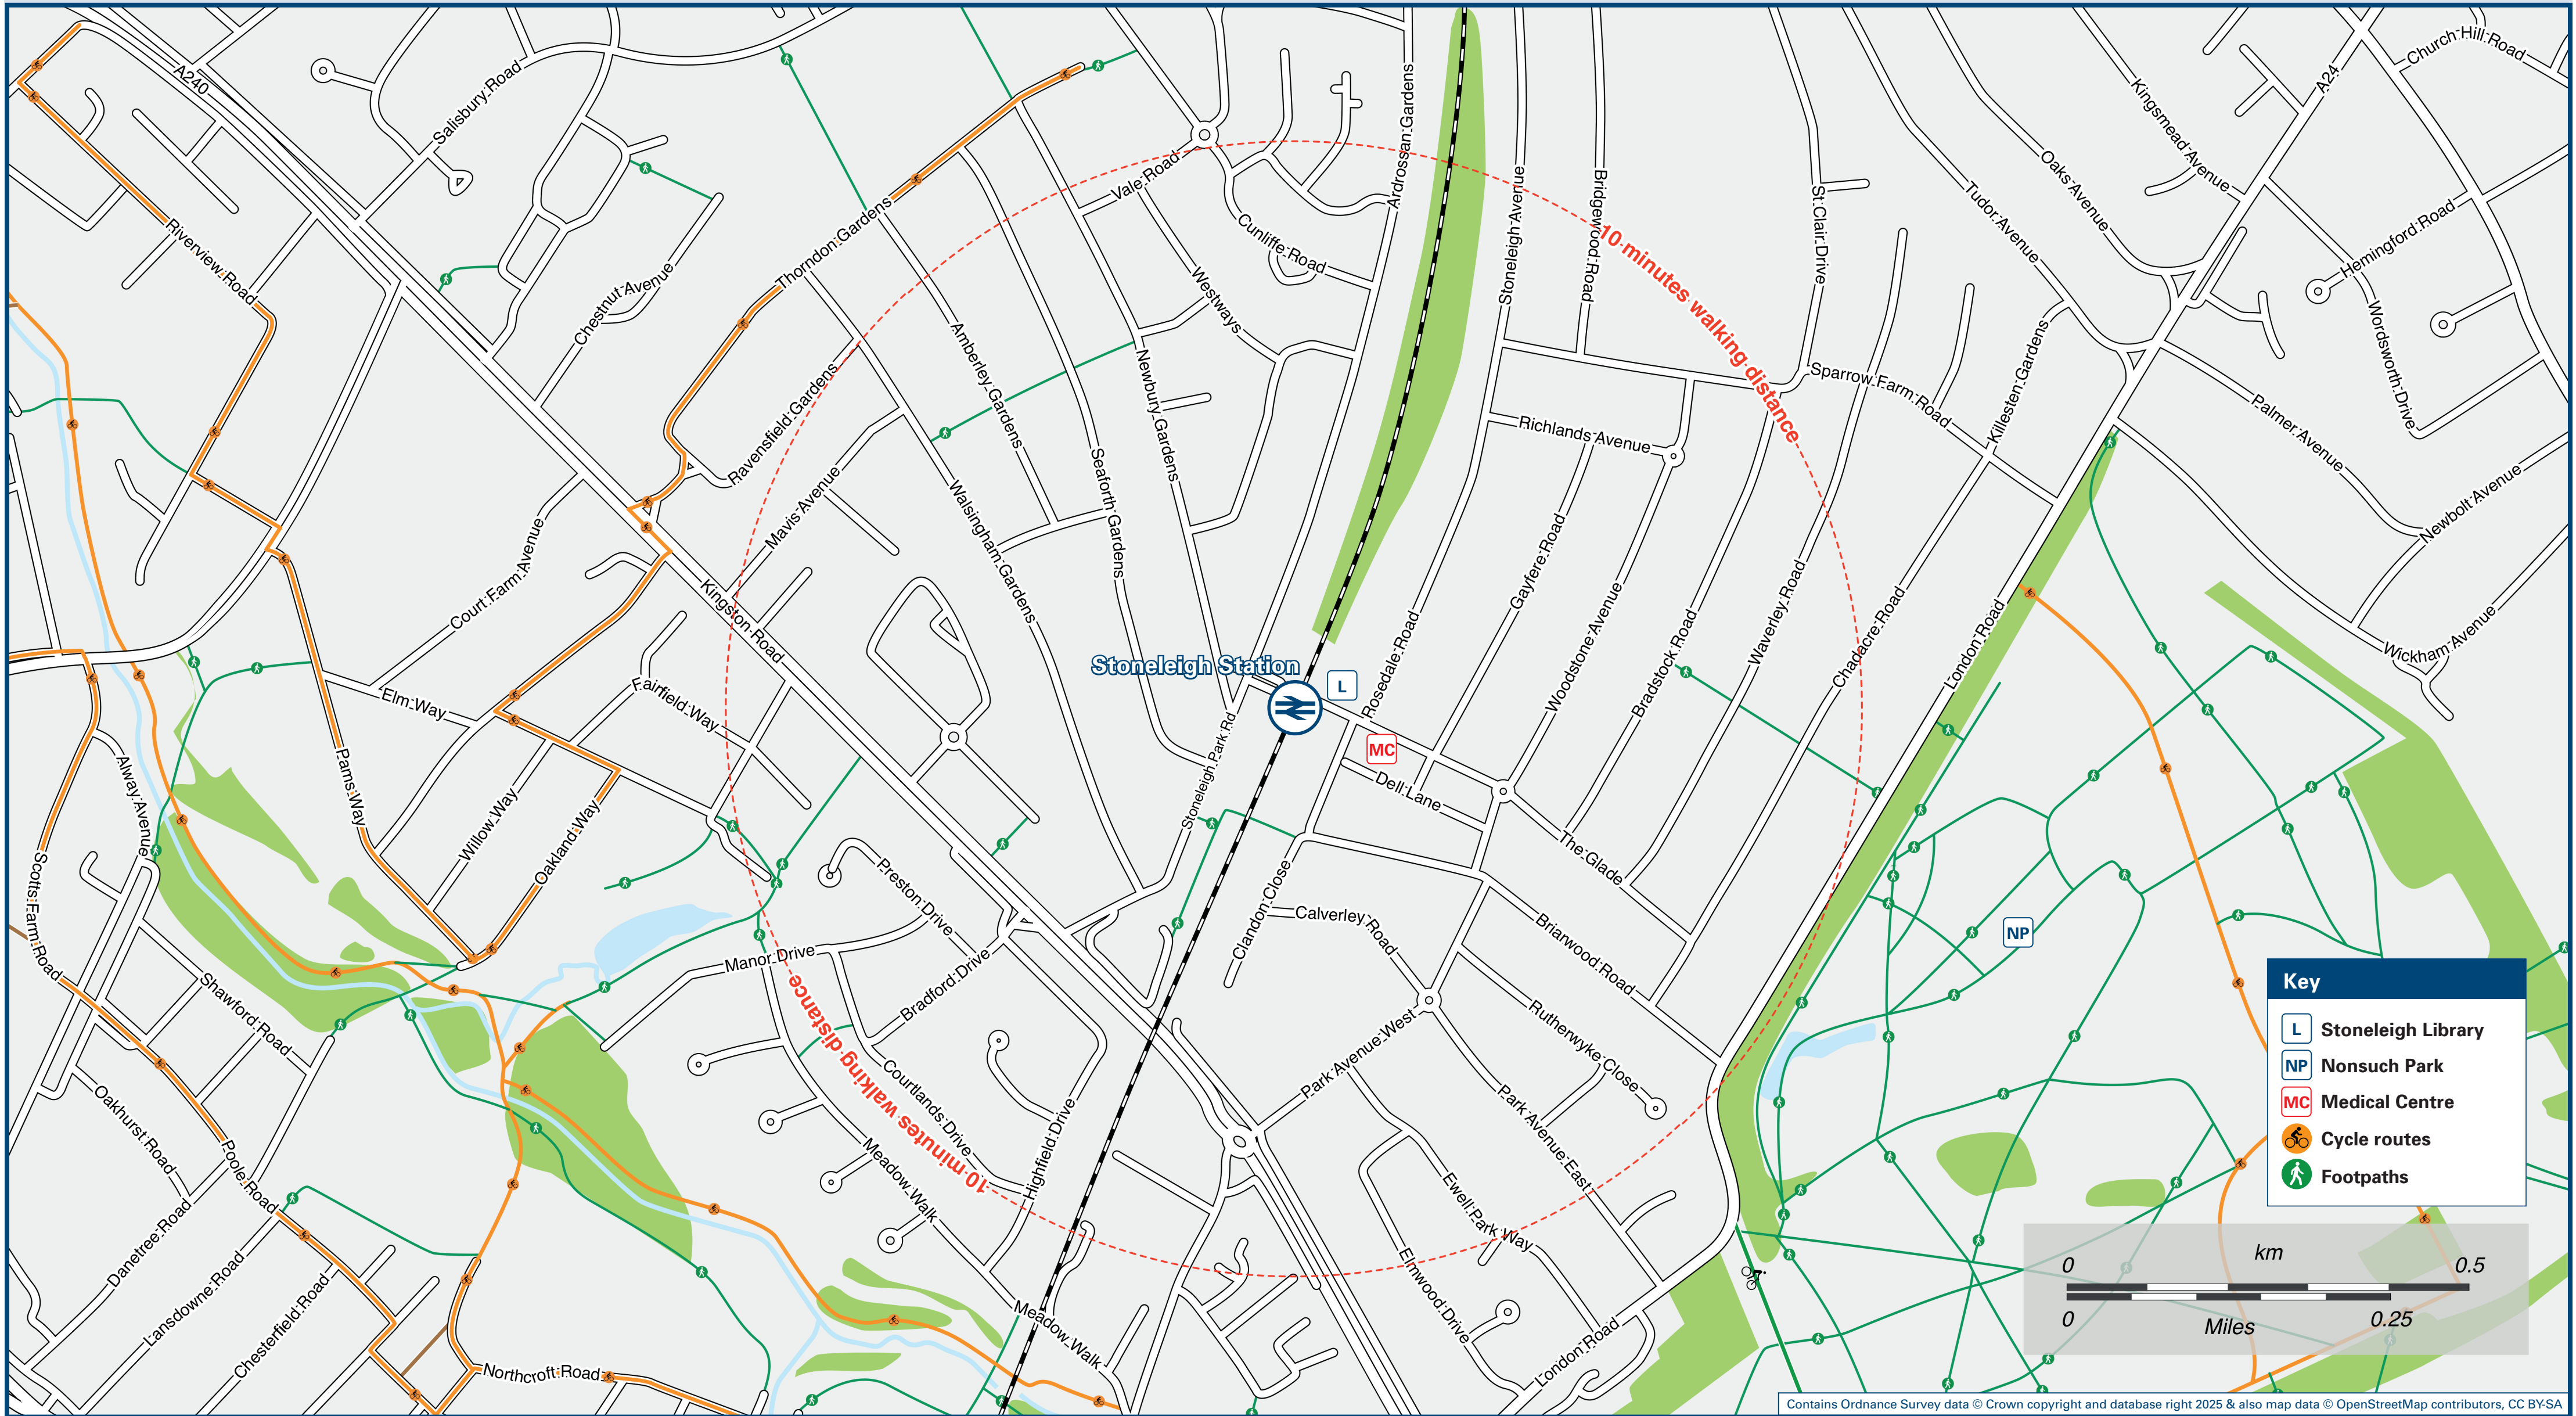 A240
Salisbury Road
Church Hill Road
A24
Kingsmead Avenue
Ardrossan Gardens
Oaks Avenue
Vale Road
Tudor Avenue
Stoneleigh Avenue
Bridgewood Road
St Clair Drive
Hemingford Road
Riverview Road
Thorndon Gardens
Cunliffe Road
10 minutes walking distance
Chestnut Avenue
Westways
Wordsworth Drive
Amberley Gardens
Newbury Gardens
Killesten Gardens
Sparrow Farm Road
Ravensfield Gardens
Palmer Avenue
Richlands Avenue
Mavis Avenue
Seaforth Gardens
Walsingham Gardens
Newbolt Avenue
Court Farm Avenue
Gayfere Road
Kingston Road
Woodstone Avenue
Bradstock Road
Waverley Road
Chadacre Road
London Road
Wickham Avenue
Rosedale Road
Stoneleigh Station
L
Elm Way
Fairfield Way
Stoneleigh Park Rd
MC
Dell Lane
Alway Avenue
Pams Way
Willow Way
Oakland Way
The Glade
Scotts Farm Road
Preston Drive
Clandon Close
Calverley Road
Briarwood Road
NP
Manor Drive
Bradford Drive
Shawford Road
10 minutes walking distance
Rutherwyke Close
Park Avenue West
Courtlands Drive
Park Avenue East
Oakhurst Road
Poole Road
Highfield Drive
Meadow Walk
Ewell Park Way
Danetree Road
Lansdowne Road
Chesterfield Road
Elmwood Drive
Meadow Walk
London Road
Northcroft Road
Key
L Stoneleigh Library
NP Nonsuch Park
MC Medical Centre
Cycle routes
Footpaths
km
0 0.5
0 0.25
Miles
Contains Ordnance Survey data © Crown copyright and database right 2025 & also map data © OpenStreetMap contributors, CC BY-SA